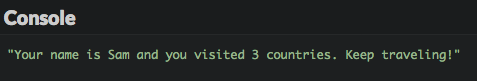 Console
"Your name is Sam and you visited 3 countries. Keep traveling!"